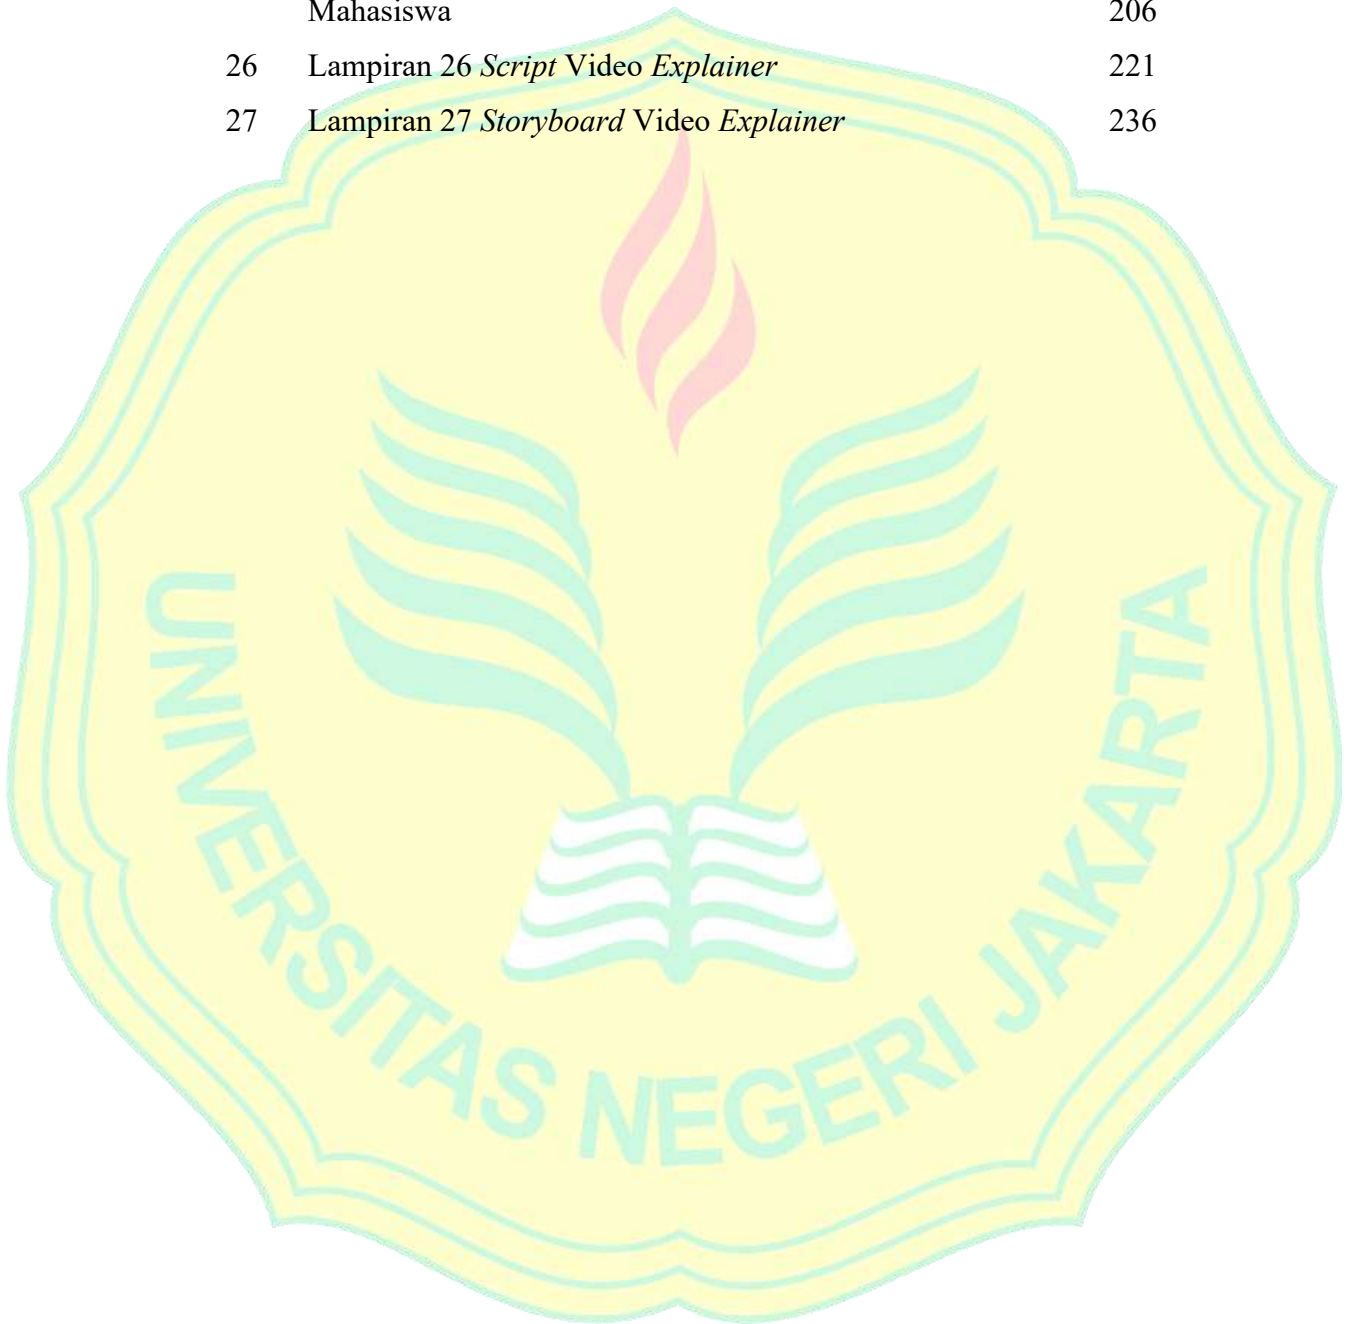 Mahasiswa 206
26 Lampiran 26 Script Video Explainer 221
27 Lampiran 27 Storyboard Video Explainer 236
UNIVERSITAS NEGERI JAKARTA